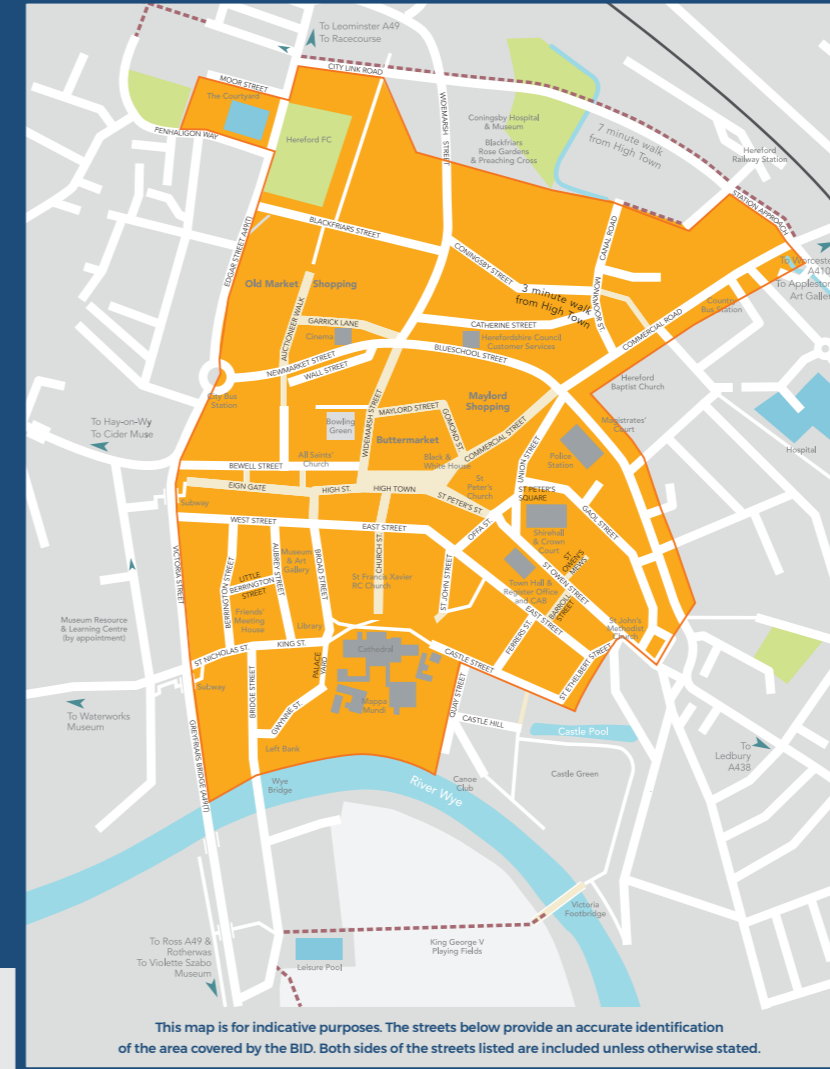 To Leominster A49
To Racecourse
CITY LINK ROAD
MOOR STREET
The Courtyard
PENHALIGON WAY
Hereford FC
WIDEMARSH STREET
Coningsby Hospital
& Museum
Blackfriars
Rose Gardens
& Preaching Cross
7 minute walk
from High Town
Hereford
Railway Station
STATION APPROACH
BLACKFRIARS STREET
EDGAR STREET A49(T)
CONINGSBY STREET
CANAL ROAD
To Worceste
A410
To Appleston
Art Galler
Old Market Shopping
3 minute walk
from High Town
MONKMOOR ST.
County
Bus Station
AUCTIONEER WALK
GARRICK LANE
Cinema
CATHERINE STREET
Herefordshire Council
Customer Services
COMMERCIAL ROAD
NEWMARKET STREET
WALL STREET
BLUESCHOOL STREET
City Bus
Station
Hereford
Baptist Church
Maylord
Shopping
To Hay-on-Wy
To Cider Muse
WIDEMARSH STREET
MAYLORD STREET
GOMOND ST.
COMMERCIAL STREET
Bowling
Green
Buttermarket
Magistrates'
Court
Hospital
All Saints'
Church
Black &
White House
UNION STREET
Police
Station
BEWELL STREET
EIGN GATE
HIGH ST.
HIGH TOWN
St
Peter's
Church
ST PETER'S ST.
ST PETER'S
SQUARE
Subway
WEST STREET
EAST STREET
OFFA ST.
GAOL STREET
Shirehall
& Crown
Court
VICTORIA STREET
BERRINGTON STREET
AUBREY STREET
Museum
& Art
Gallery
BROAD STREET
CHURCH ST.
ST JOHN STREET
ST OWEN'S
MEWS
ST OWEN STREET
LITTLE
BERRINGTON
STREET
St Francis Xavier
RC Church
Town Hall &
Register Office
and CAB
BARROLL
STREET
Museum Resource
& Learning Centre
(by appointment)
Friends'
Meeting
House
Library
EAST STREET
St John's
Methodist
Church
KING ST.
ST NICHOLAS ST.
Cathedral
FERRERS ST.
CASTLE STREET
PALACE
YARD
ST ETHELBERT STREET
Subway
BRIDGE STREET
QUAY STREET
Mappa
Mundi
GWYNNE ST.
CASTLE HILL
Castle Pool
To Waterworks
Museum
GREYFRIARS BRIDGE (A49(T)
Left Bank
To
Ledbury
A438
Wye
Bridge
River Wye
Canoe
Club
Castle Green
Victoria
Footbridge
To Ross A49 &
Rotherwas
To Violette Szabo
Museum
King George V
Playing Fields
Leisure Pool
This map is for indicative purposes. The streets below provide an accurate identification
of the area covered by the BID. Both sides of the streets listed are included unless otherwise stated.